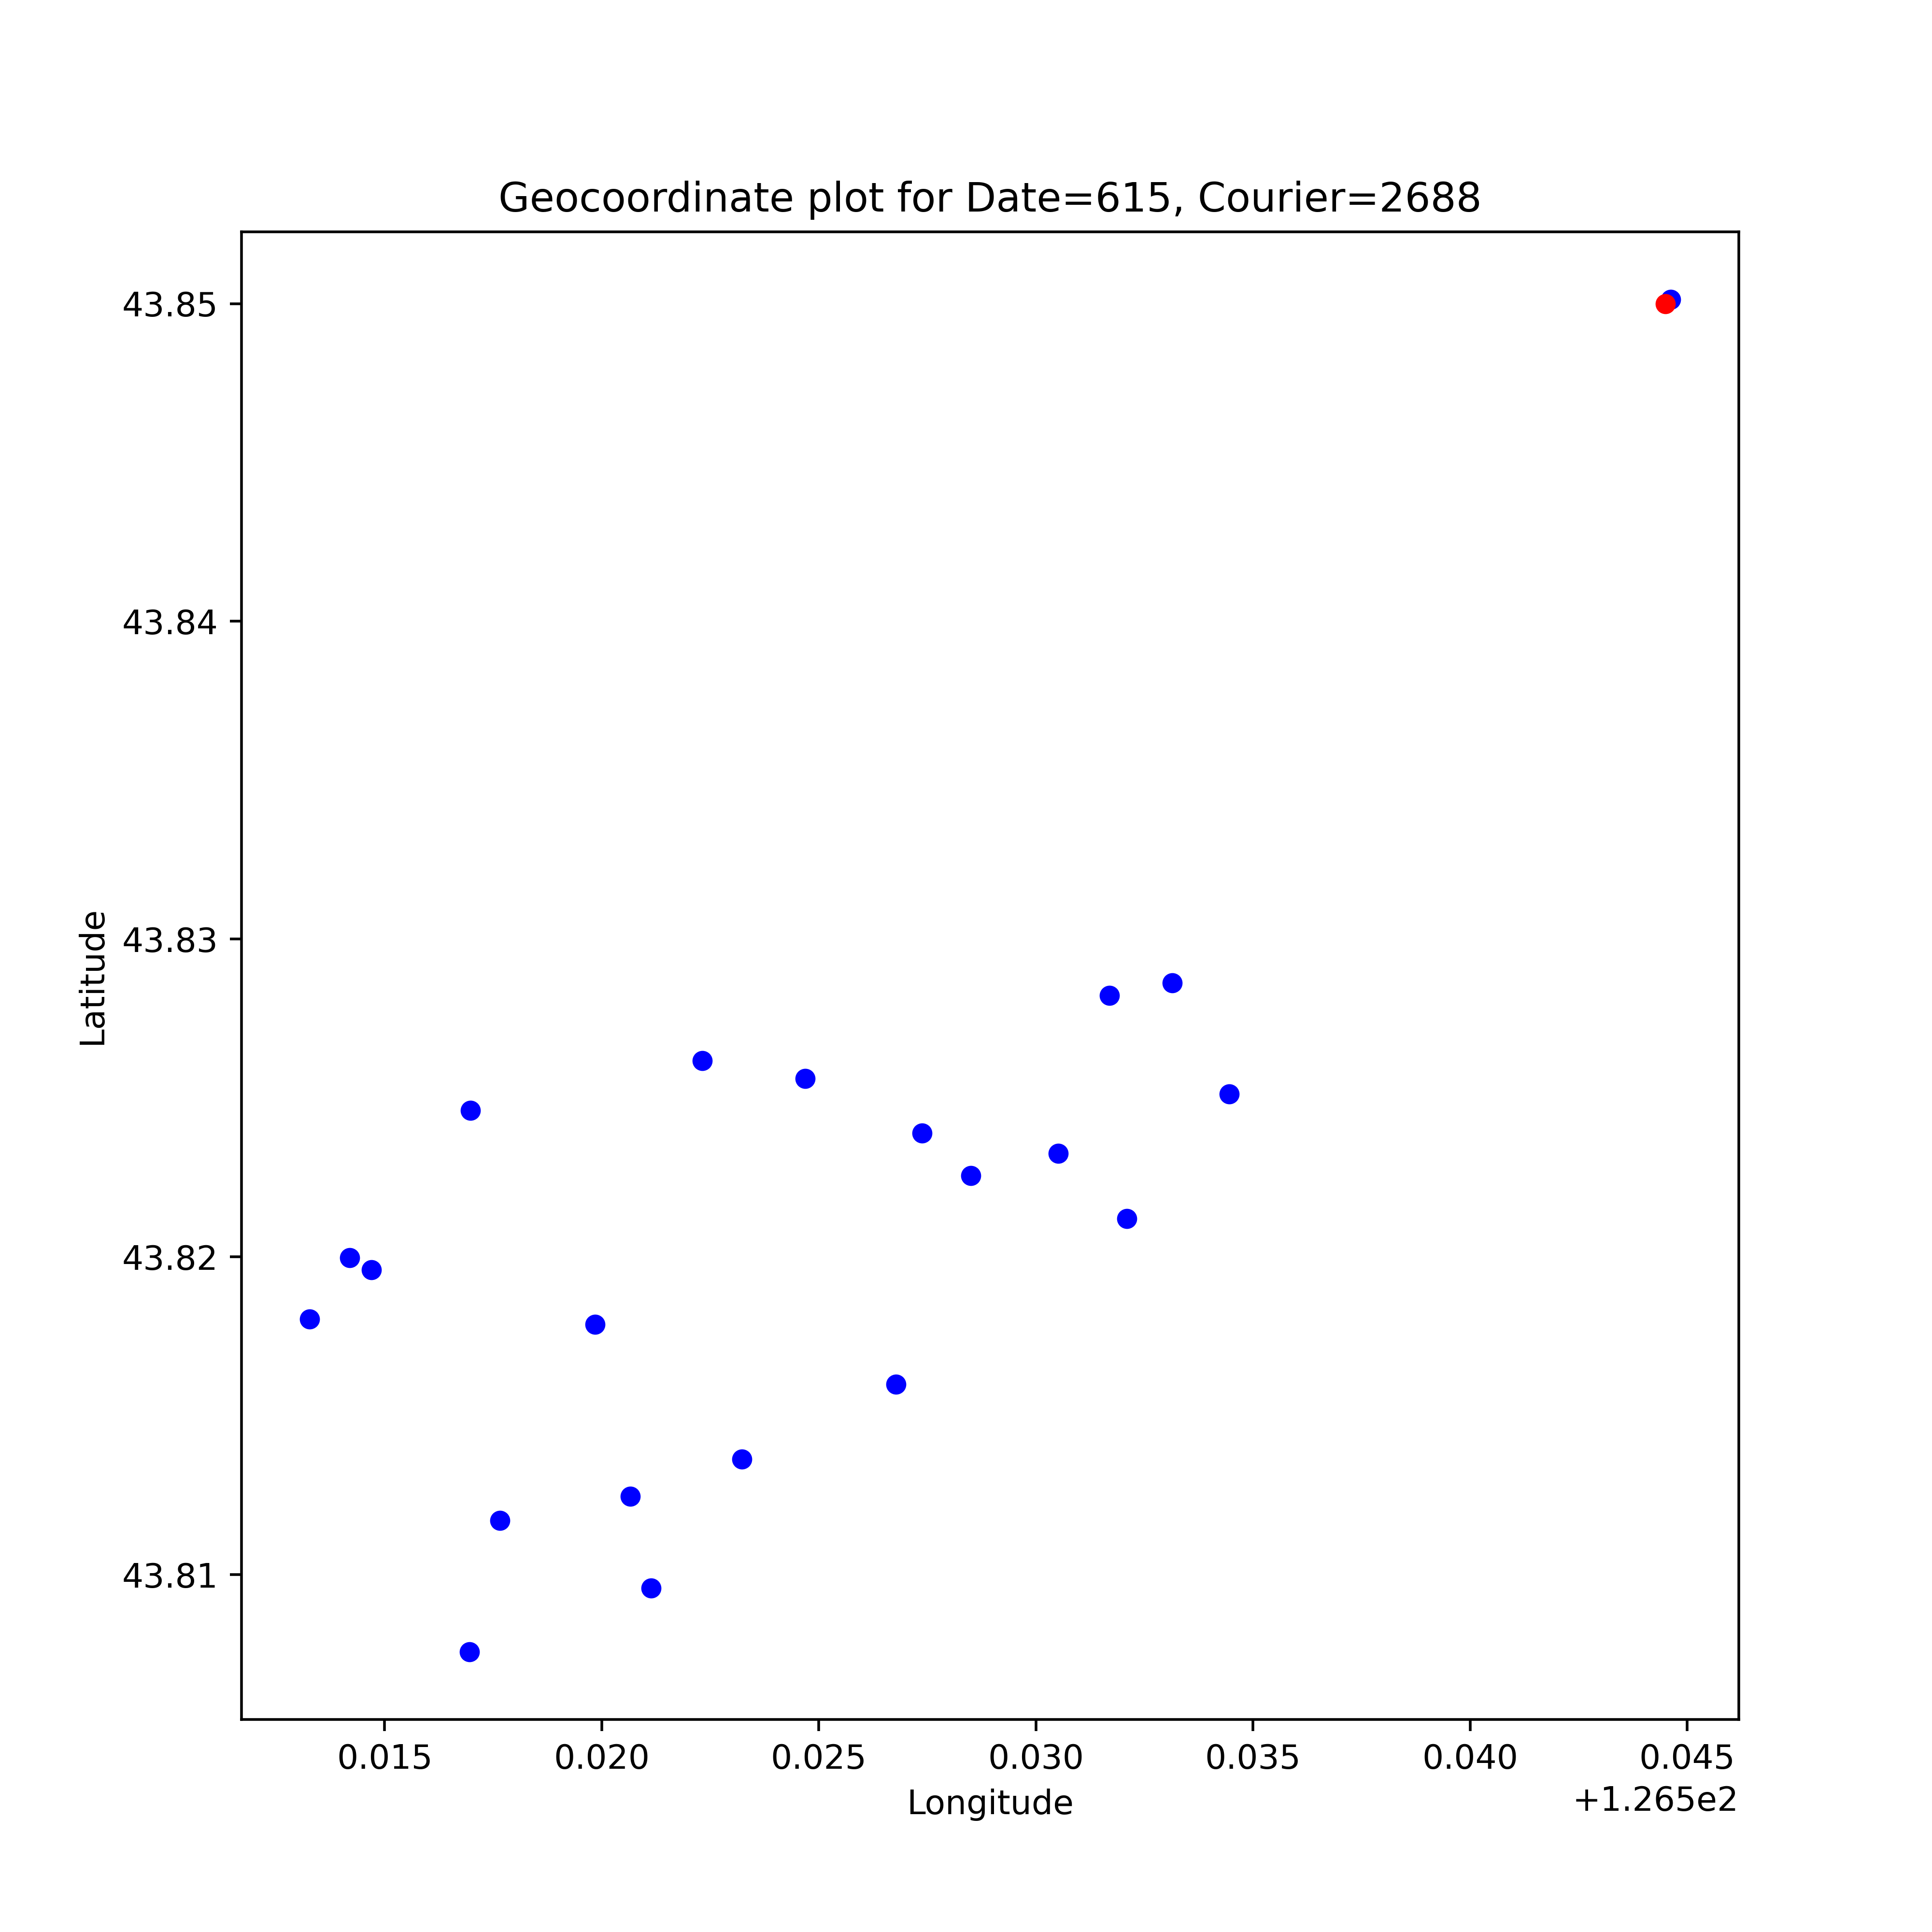 Geocoordinate plot for Date=615, Courier=2688
43.85
43.84
43.83
43.82
43.81
Latitude
0.015 0.020 0.025 0.030 0.035 0.040 0.045
Longitude
+1.265e2